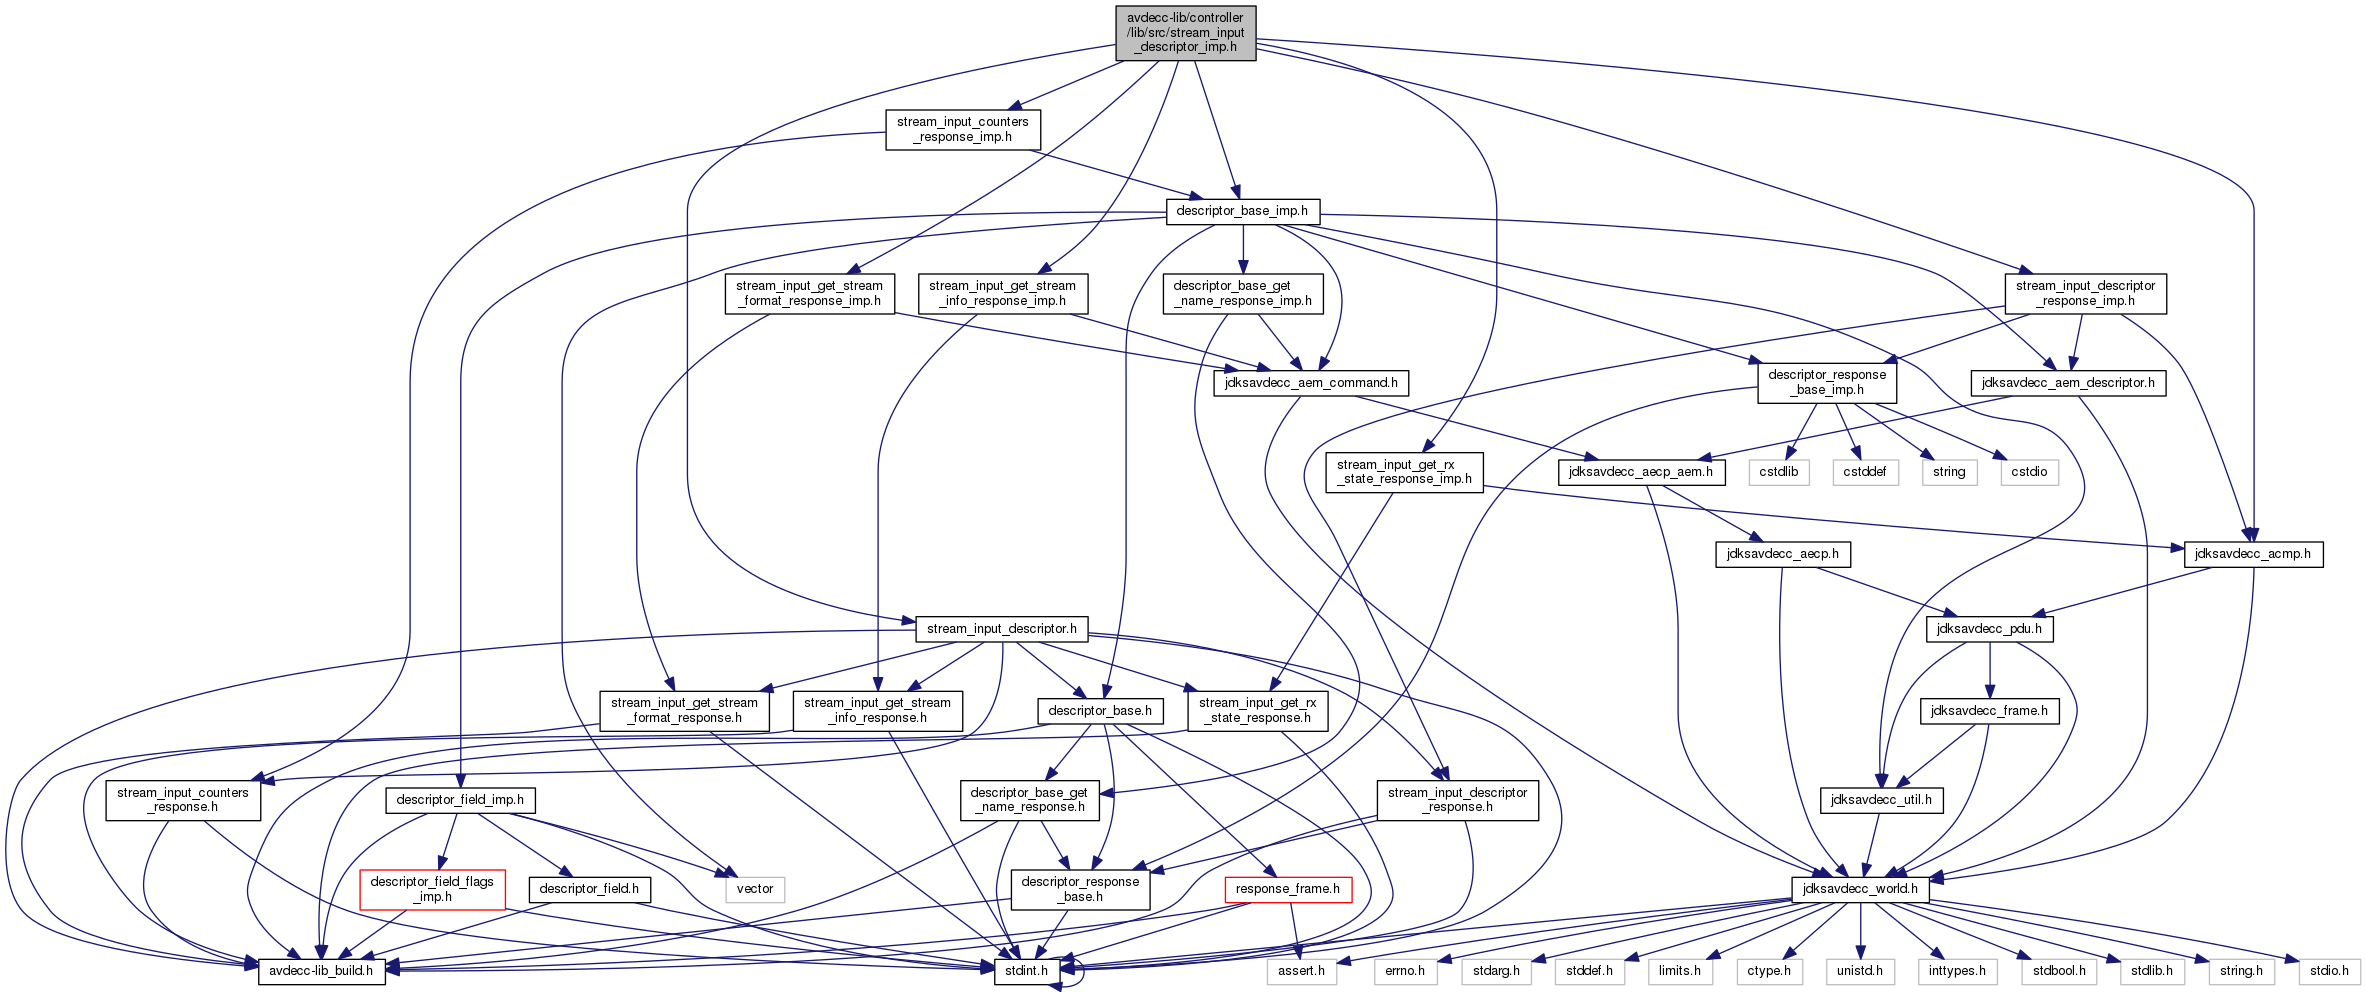 avdecc-lib/controller
/lib/src/stream_input
_descriptor_imp.h
stream_input_counters
_response_imp.h
descriptor_base_imp.h
stream_input_get_stream
_format_response_imp.h
stream_input_get_stream
_info_response_imp.h
descriptor_base_get
_name_response_imp.h
stream_input_descriptor
_response_imp.h
jdksavdecc_aem_command.h
descriptor_response
_base_imp.h
jdksavdecc_aem_descriptor.h
stream_input_get_rx
_state_response_imp.h
jdksavdecc_aecp_aem.h
cstdlib
cstddef
string
cstdio
jdksavdecc_aecp.h
jdksavdecc_acmp.h
stream_input_descriptor.h
jdksavdecc_pdu.h
stream_input_get_stream
_format_response.h
stream_input_get_stream
_info_response.h
descriptor_base.h
stream_input_get_rx
_state_response.h
jdksavdecc_frame.h
stream_input_counters
_response.h
descriptor_field_imp.h
descriptor_base_get
_name_response.h
stream_input_descriptor
_response.h
jdksavdecc_util.h
descriptor_field_flags
_imp.h
descriptor_field.h
vector
descriptor_response
_base.h
response_frame.h
jdksavdecc_world.h
avdecc-lib_build.h
stdint.h
assert.h
errno.h
stdarg.h
stddef.h
limits.h
ctype.h
unistd.h
inttypes.h
stdbool.h
stdlib.h
string.h
stdio.h